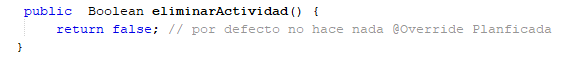 public  Boolean eliminarActividad() {
    return false; // por defecto no hace nada @Override Planficada
}